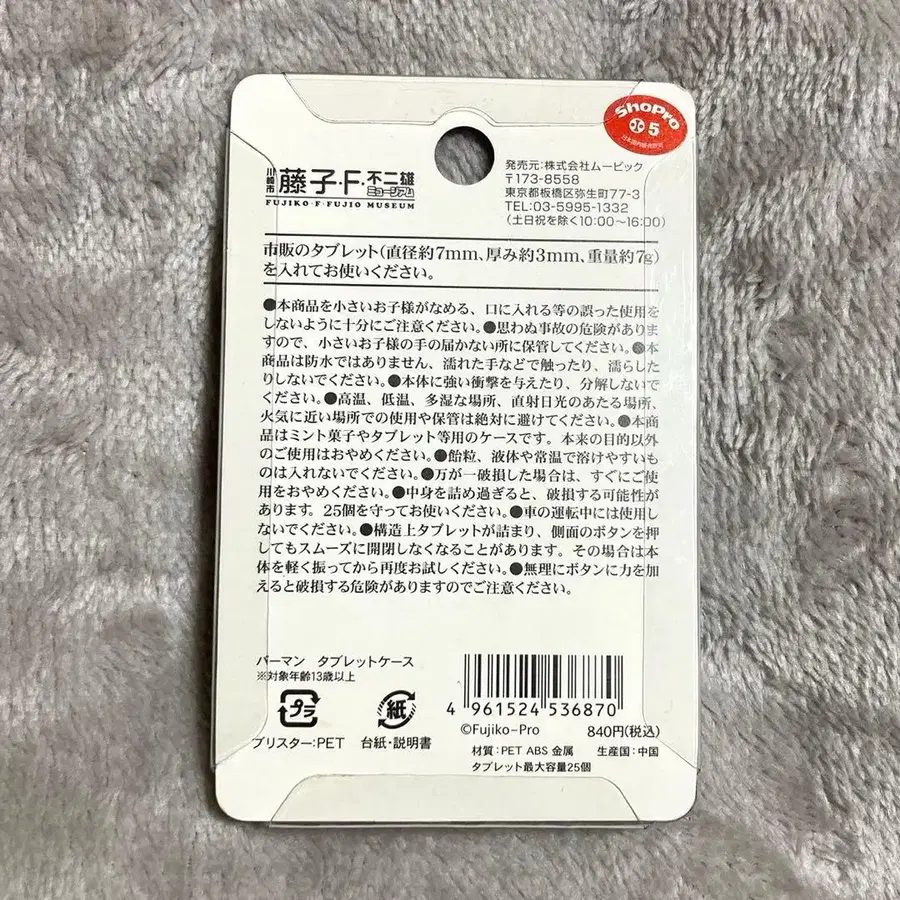 ShoPro
5
日本国内販売許諾
川崎市
藤子・F・不二雄
ミュージアム
FUJIKO・F・FUJIO MUSEUM
発売元:株式会社ムービック
〒173-8558
東京都板橋区弥生町77-3
TEL:03-5995-1332
(土日祝を除く10:00〜16:00)
市販のタブレット(直径約7mm、厚み約3mm、重量約7g)
を入れてお使いください。
●本商品を小さいお子様がなめる、口に入れる等の誤った使用を
しないように十分にご注意ください。●思わぬ事故の危険がありま
すので、小さいお子様の手の届かない所に保管してください。●本
商品は防水ではありません、濡れた手などで触ったり、濡らした
りしないでください。●本体に強い衝撃を与えたり、分解しないで
ください。●高温、低温、多湿な場所、直射日光のあたる場所、
火気に近い場所での使用や保管は絶対に避けてください。●本商
品はミント菓子やタブレット等用のケースです。本来の目的以外
のご使用はおやめください。●飴粒、液体や常温で溶けやすいも
のは入れないでください。●万が一破損した場合は、すぐにご使
用をおやめください。●中身を詰め過ぎると、破損する可能性が
あります。25個を守ってお使いください。●車の運転中には使用し
ないでください。●構造上タブレットが詰まり、側面のボタンを押
してもスムーズに開閉しなくなることがあります。その場合は本
体を軽く振ってから再度お試しください。●無理にボタンに力を加
えると破損する危険がありますのでご注意ください。
パーマン タブレットケース
※対象年齢13歳以上
プラ
紙
ブリスター:PET
台紙・説明書
4 961524 536870
©Fujiko-Pro
840円(税込)
材質:PET ABS 金属
生産国:中国
タブレット最大容量25個